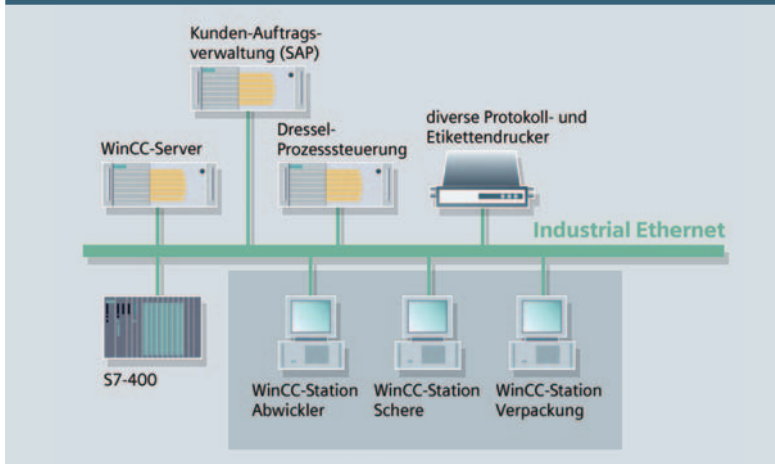 Kunden-Auftrags-
verwaltung (SAP)
diverse Protokoll- und
Etikettendrucker
Dressel-
Prozesssteuerung
WinCC-Server
Industrial Ethernet
S7-400
WinCC-Station
Abwickler
WinCC-Station
Schere
WinCC-Station
Verpackung